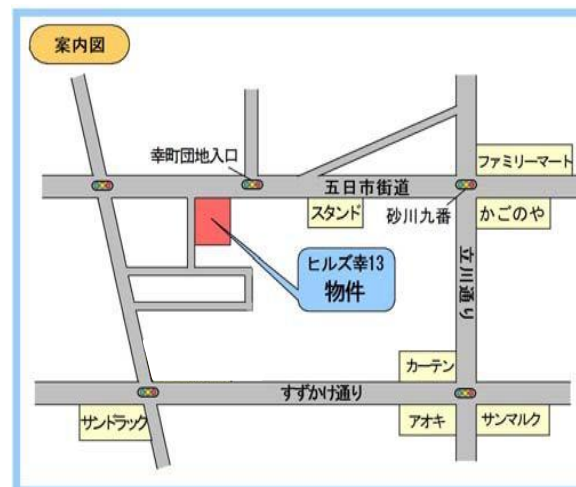 案内図
幸町団地入口
ファミリーマート
五日市街道
スタンド
砂川九番
かごのや
ヒルズ幸13
物件
立川通り
カーテン
すずかけ通り
サンドラック
アオキ
サンマルク